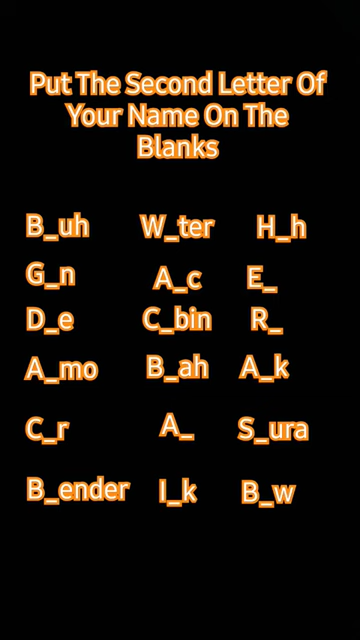 Put The Second Letter Of
Your Name On The
Blanks
B_uh W_ter H_h
G_n A_c E_
D_e C_bin R_
A_mo B_ah A_k
C_r A_ S_ura
B_ender I_k B_w